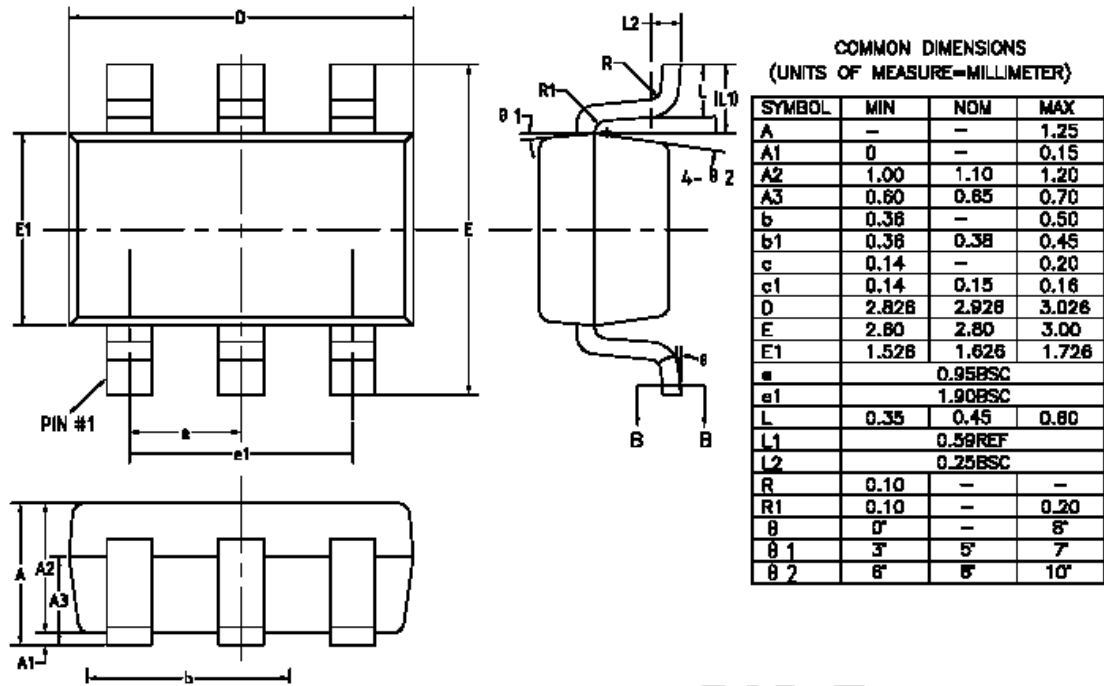 D
L2
R
R1
L
(L1)
θ 1
4- θ 2
E1
E
θ
PIN #1
e
e1
B B
A
A2
A3
A1
b
COMMON DIMENSIONS
(UNITS OF MEASURE=MILLIMETER)
SYMBOL MIN NOM MAX
A – – 1.25
A1 0 – 0.15
A2 1.00 1.10 1.20
A3 0.60 0.65 0.70
b 0.36 – 0.50
b1 0.36 0.38 0.45
c 0.14 – 0.20
c1 0.14 0.15 0.16
D 2.826 2.926 3.026
E 2.60 2.80 3.00
E1 1.526 1.626 1.726
e 0.95BSC
e1 1.90BSC
L 0.35 0.45 0.60
L1 0.59REF
L2 0.25BSC
R 0.10 – –
R1 0.10 – 0.20
θ 0° – 8°
θ 1 3° 5° 7°
θ 2 6° 8° 10°